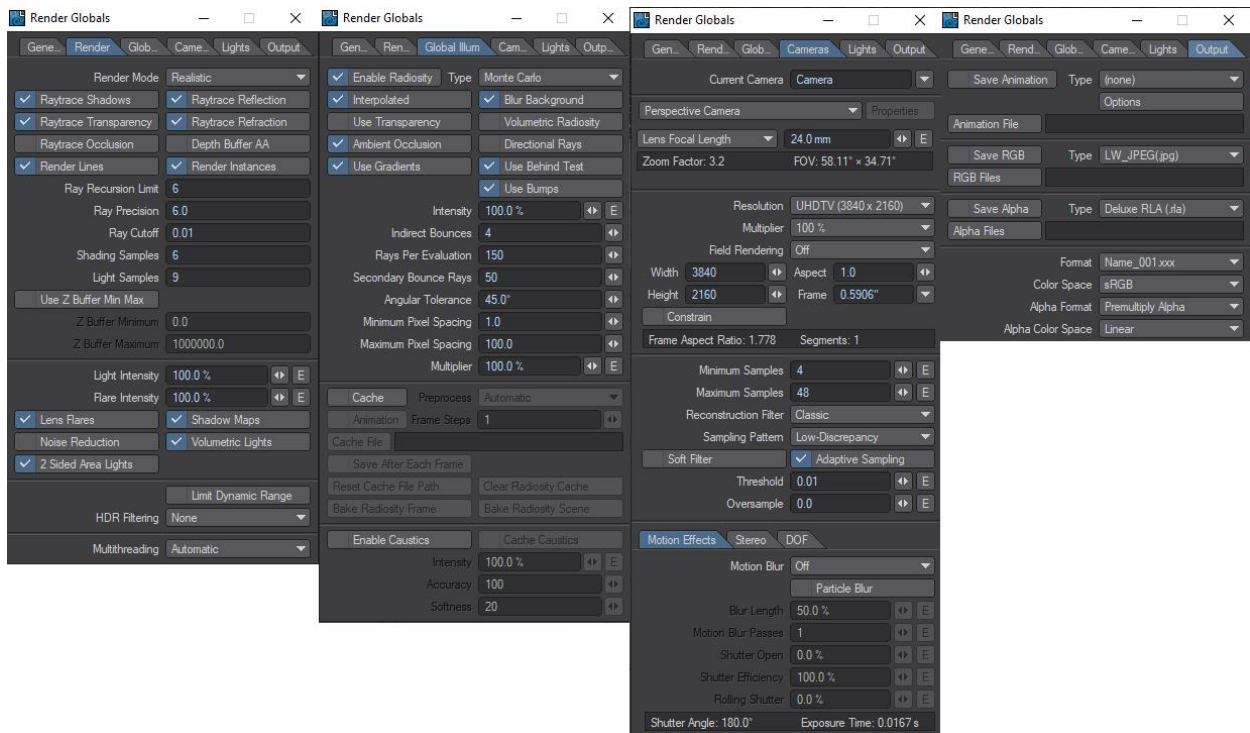 Render Globals
Gene... Render Glob... Came... Lights Output
Render Mode Realistic
Raytrace Shadows Raytrace Reflection
Raytrace Transparency Raytrace Refraction
Raytrace Occlusion Depth Buffer AA
Render Lines Render Instances
Ray Recursion Limit 6
Ray Precision 6.0
Ray Cutoff 0.01
Shading Samples 6
Light Samples 9
Use Z Buffer Min Max
Z Buffer Minimum 0.0
Z Buffer Maximum 1000000.0
Light Intensity 100.0 % E
Flare Intensity 100.0 % E
Lens Flares Shadow Maps
Noise Reduction Volumetric Lights
2 Sided Area Lights
Limit Dynamic Range
HDR Filtering None
Multithreading Automatic
Render Globals
Gen... Ren... Global Illum Cam... Lights Outp...
Enable Radiosity Type Monte Carlo
Interpolated Blur Background
Use Transparency Volumetric Radiosity
Ambient Occlusion Directional Rays
Use Gradients Use Behind Test
Use Bumps
Intensity 100.0 % E
Indirect Bounces 4
Rays Per Evaluation 150
Secondary Bounce Rays 50
Angular Tolerance 45.0°
Minimum Pixel Spacing 1.0
Maximum Pixel Spacing 100.0
Multiplier 100.0 % E
Cache Preprocess Automatic
Animation Frame Steps 1
Cache File
Save After Each Frame
Reset Cache File Path Clear Radiosity Cache
Bake Radiosity Frame Bake Radiosity Scene
Enable Caustics Cache Caustics
Intensity 100.0 % E
Accuracy 100
Softness 20
Render Globals
Gen... Rend... Glob... Cameras Lights Output
Current Camera Camera
Perspective Camera Properties
Lens Focal Length 24.0 mm E
Zoom Factor: 3.2 FOV: 58.11° × 34.71°
Resolution UHDTV (3840 x 2160)
Multiplier 100 %
Field Rendering Off
Width 3840 Aspect 1.0
Height 2160 Frame 0.5906"
Constrain
Frame Aspect Ratio: 1.778 Segments: 1
Minimum Samples 4 E
Maximum Samples 48 E
Reconstruction Filter Classic
Sampling Pattern Low-Discrepancy
Soft Filter Adaptive Sampling
Threshold 0.01 E
Oversample 0.0 E
Motion Effects Stereo DOF
Motion Blur Off
Particle Blur
Blur Length 50.0 % E
Motion Blur Passes 1 E
Shutter Open 0.0 % E
Shutter Efficiency 100.0 % E
Rolling Shutter 0.0 % E
Shutter Angle: 180.0° Exposure Time: 0.0167 s
Render Globals
Gene... Rend... Glob... Came... Lights Output
Save Animation Type (none)
Options
Animation File
Save RGB Type LW_JPEG(.jpg)
RGB Files
Save Alpha Type Deluxe RLA (.rla)
Alpha Files
Format Name_001.xxx
Color Space sRGB
Alpha Format Premultiply Alpha
Alpha Color Space Linear